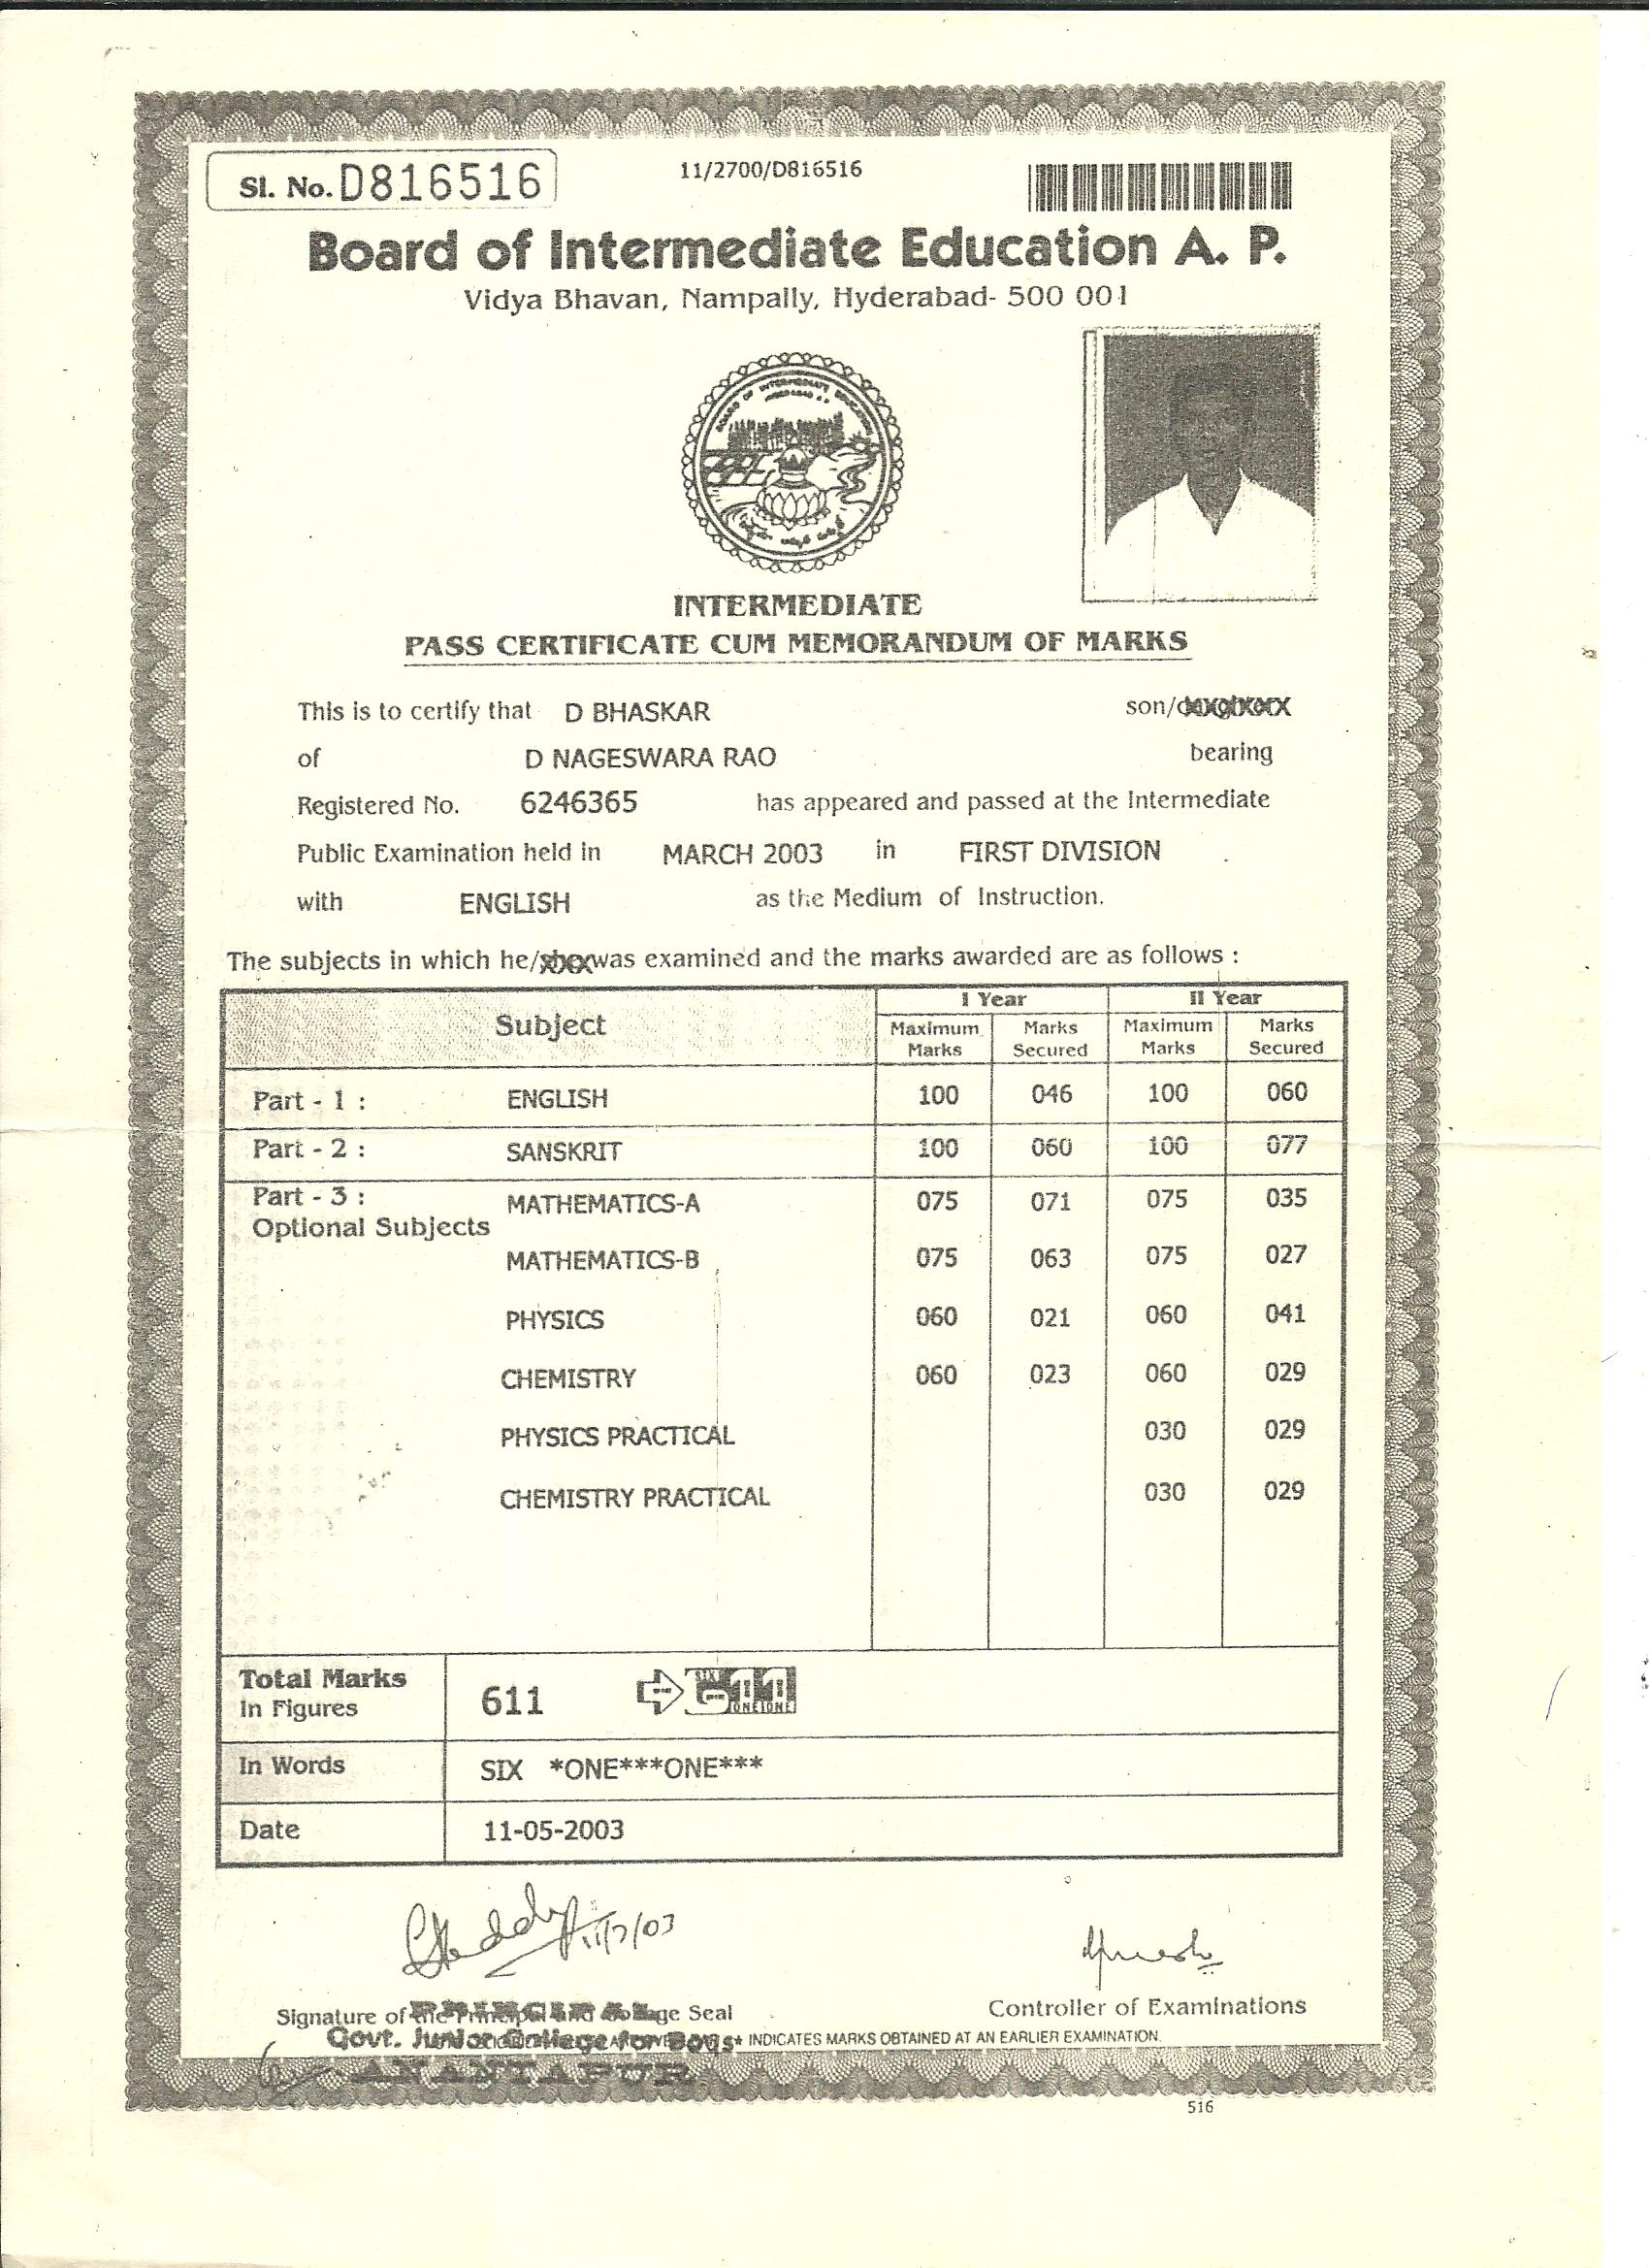 Sl. No. D816516
11/2700/D816516
Board of Intermediate Education A. P.
Vidya Bhavan, Nampally, Hyderabad- 500 001
BOARD OF INTERMEDIATE EDUCATION
INTERMEDIATE
PASS CERTIFICATE CUM MEMORANDUM OF MARKS
This is to certify that D BHASKAR son/
of D NAGESWARA RAO bearing
Registered No. 6246365 has appeared and passed at the Intermediate
Public Examination held in MARCH 2003 in FIRST DIVISION
with ENGLISH as the Medium of Instruction.
The subjects in which he/ was examined and the marks awarded are as follows :
Subject I Year II Year
Maximum Marks Marks Secured Maximum Marks Marks Secured
Part - 1 : ENGLISH 100 046 100 060
Part - 2 : SANSKRIT 100 060 100 077
Part - 3 : MATHEMATICS-A 075 071 075 035
Optional Subjects
MATHEMATICS-B 075 063 075 027
PHYSICS 060 021 060 041
CHEMISTRY 060 023 060 029
PHYSICS PRACTICAL 030 029
CHEMISTRY PRACTICAL 030 029
Total Marks
In Figures 611 SIX ONE ONE
In Words SIX *ONE***ONE***
Date 11-05-2003
Signature of the Principal and College Seal
Controller of Examinations
PRINCIPAL
Govt. Junior College for Boys
* INDICATES MARKS OBTAINED AT AN EARLIER EXAMINATION.
ANANTAPUR
516